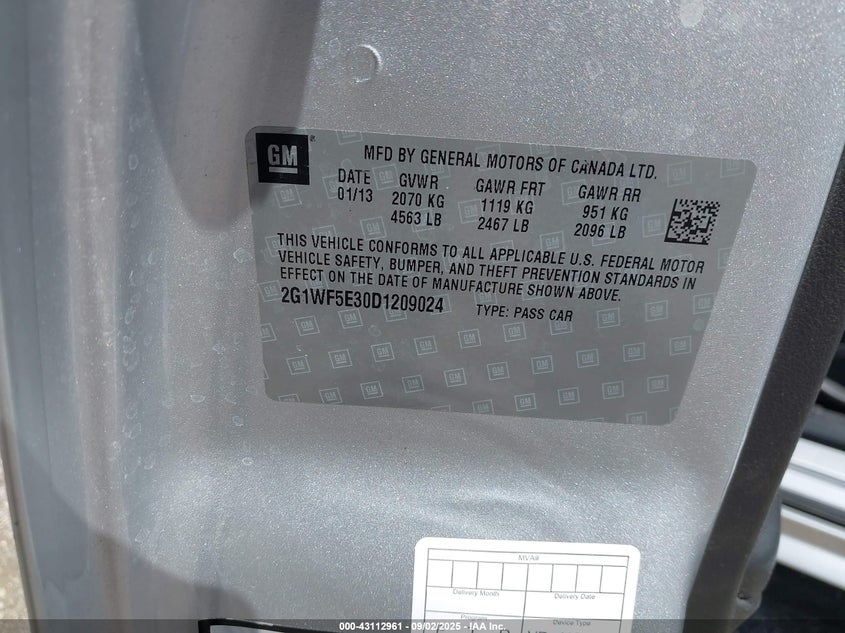 GM ®
MFD BY GENERAL MOTORS OF CANADA LTD.
DATE GVWR GAWR FRT GAWR RR
01/13 2070 KG 1119 KG 951 KG
4563 LB 2467 LB 2096 LB
THIS VEHICLE CONFORMS TO ALL APPLICABLE U.S. FEDERAL MOTOR
VEHICLE SAFETY, BUMPER, AND THEFT PREVENTION STANDARDS IN
EFFECT ON THE DATE OF MANUFACTURE SHOWN ABOVE.
2G1WF5E30D1209024 TYPE: PASS CAR
MVA#
Delivery Month Delivery Date
Program Device Type
000-43112961 - 09/02/2025 - IAA Inc.